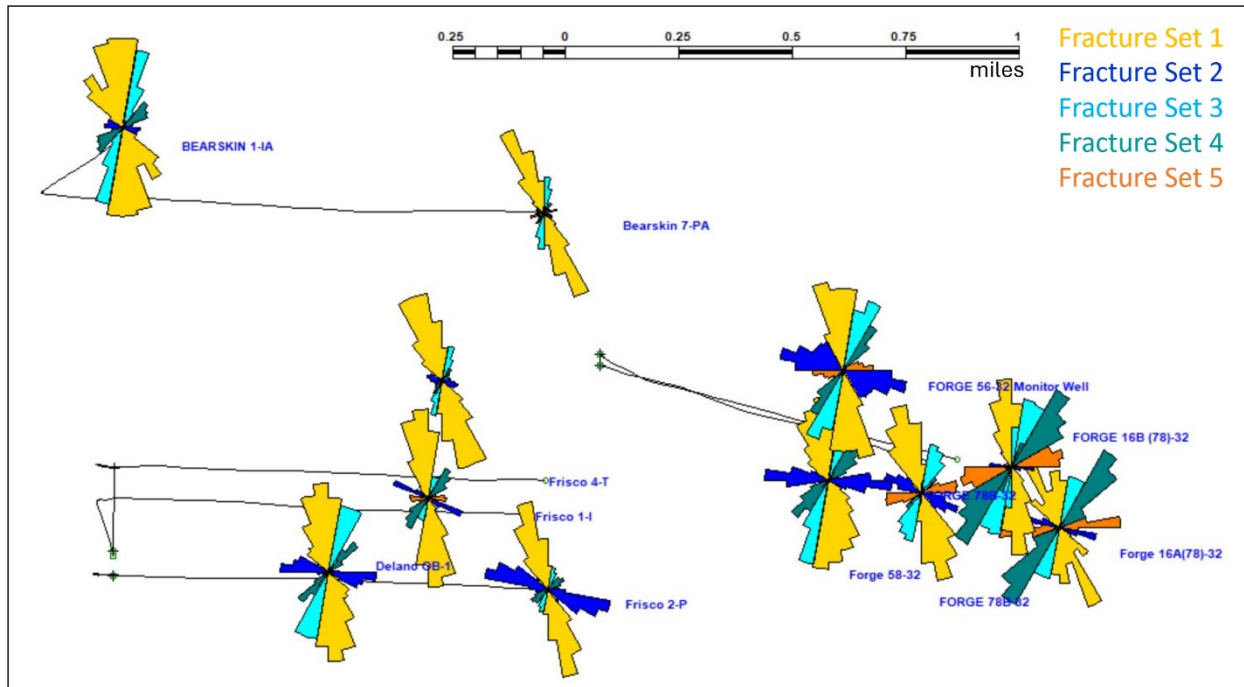 0.25 0 0.25 0.5 0.75 1
miles
Fracture Set 1
Fracture Set 2
Fracture Set 3
Fracture Set 4
Fracture Set 5
BEARSKIN 1-IA
Bearskin 7-PA
FORGE 56-32 Monitor Well
FORGE 16B (78)-32
Frisco 4-T
FORGE 78B-32
Frisco 1-I
Forge 16A(78)-32
Delano OB-1
Forge 58-32
Frisco 2-P
FORGE 78B-32